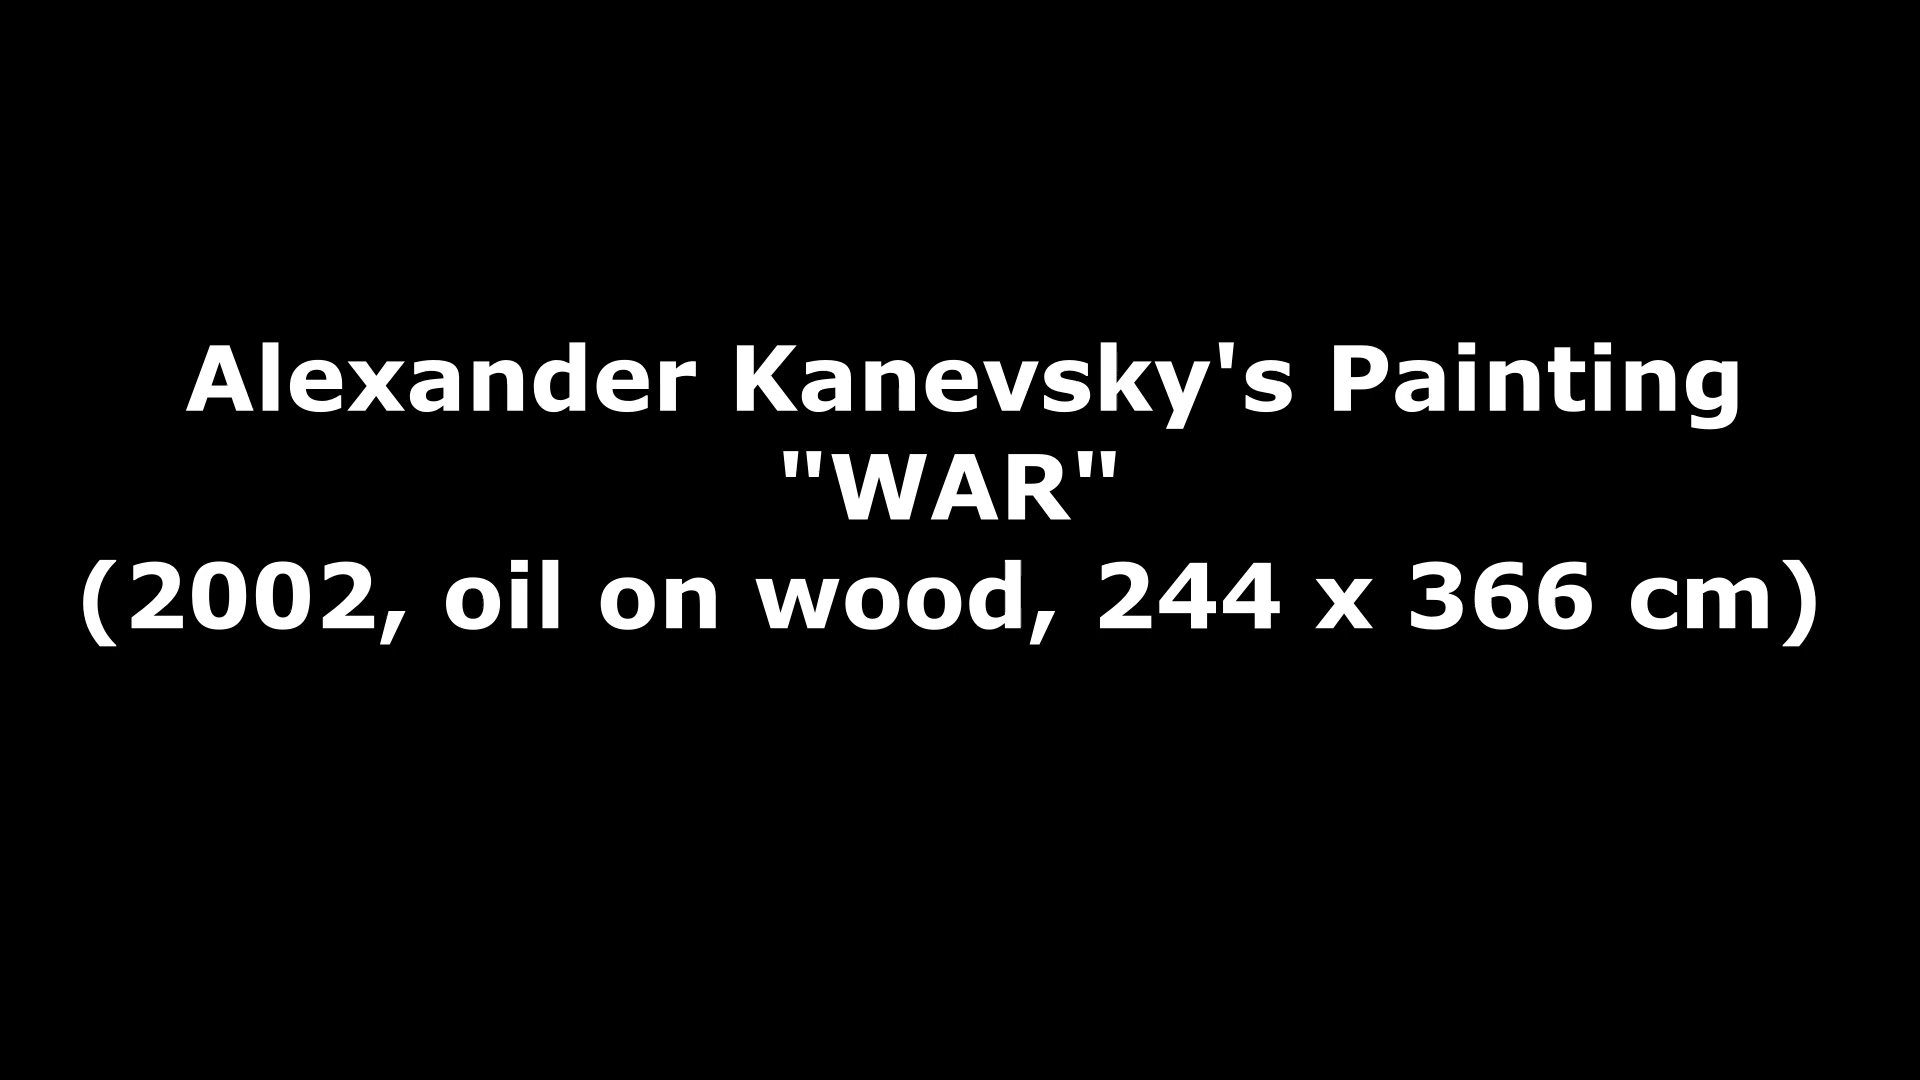 Alexander Kanevsky's Painting
"WAR"
(2002, oil on wood, 244 x 366 cm)